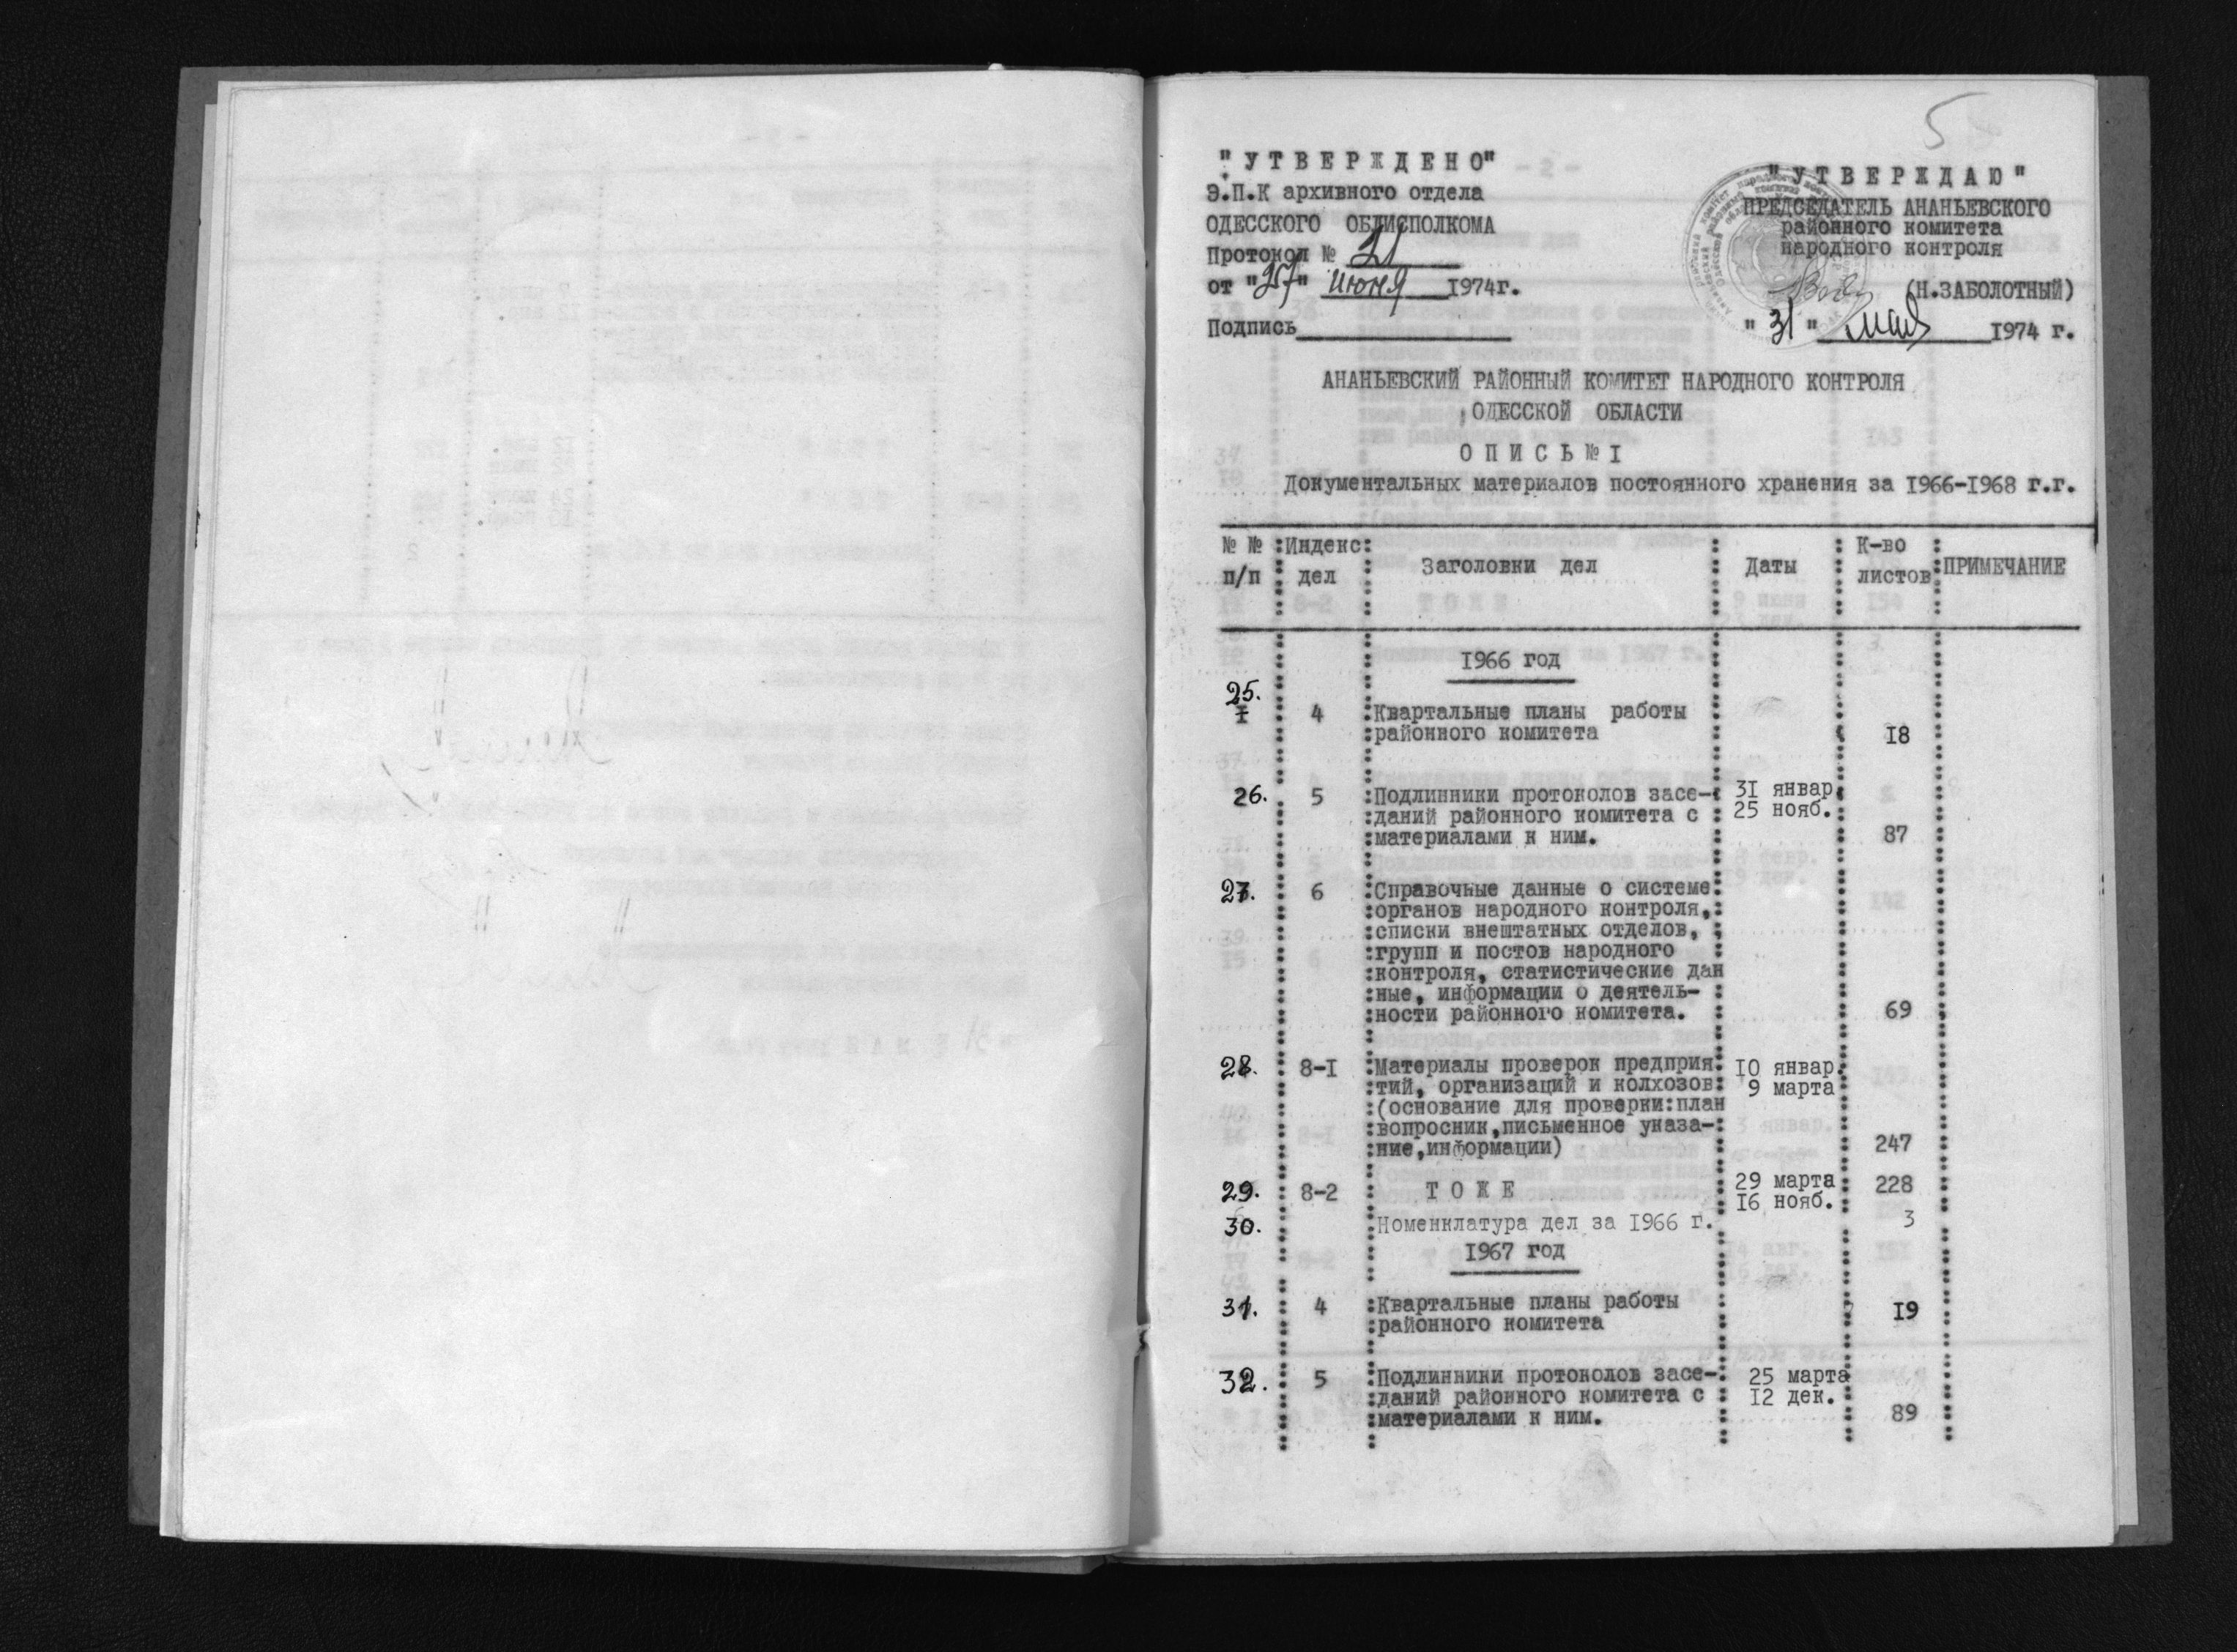 5
"УТВЕРЖДЕНО"
Э.П.К архивного отдела
ОДЕССКОГО ОБЛИСПОЛКОМА
Протокол № 21
от "27" июня 1974г.
Подпись
"УТВЕРЖДАЮ"
ПРЕДСЕДАТЕЛЬ АНАНЬЕВСКОГО
районного комитета
народного контроля
(Н.ЗАБОЛОТНЫЙ)
"31" мая 1974 г.
АНАНЬЕВСКИЙ РАЙОННЫЙ КОМИТЕТ НАРОДНОГО КОНТРОЛЯ
ОДЕССКОЙ ОБЛАСТИ
ОПИСЬ № I
Документальных материалов постоянного хранения за 1966-1968 г.г.
№ № п/п Индекс дел Заголовки дел Даты К-во листов ПРИМЕЧАНИЕ
1966 год
25.
I 4 Квартальные планы работы
районного комитета 18
26. 5 Подлинники протоколов засе- 31 январ.
даний районного комитета с 25 нояб.
материалами к ним. 87
27. 6 Справочные данные о системе
органов народного контроля,
списки внештатных отделов,
групп и постов народного
контроля, статистические дан
ные, информации о деятель-
ности районного комитета. 69
28. 8-I Материалы проверок предприя 10 январ.
тий, организаций и колхозов 9 марта
(основание для проверки:план
вопросник,письменное указа-
ние,информации) 247
29. 8-2 ТОЖЕ 29 марта 228
16 нояб.
30. Номенклатура дел за 1966 г. 3
1967 год
31. 4 Квартальные планы работы 19
районного комитета
32. 5 Подлинники протоколов засе- 25 марта
даний районного комитета с 12 дек.
материалами к ним. 89